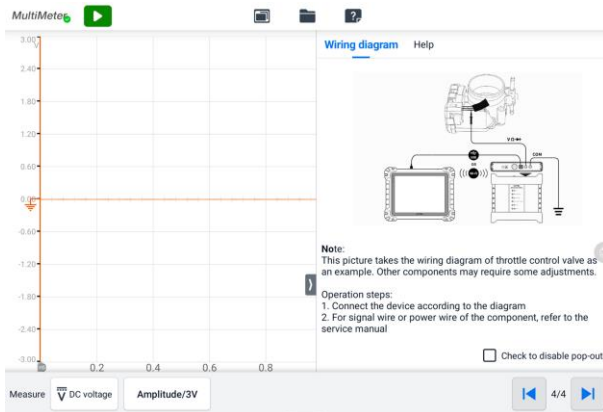 MultiMeter
3.00
V
2.40
1.80
1.20
0.60
0.00
-0.60
-1.20
-1.80
-2.40
-3.00
0.2
0.4
0.6
0.8
Wiring diagram
Help
VΩ
COM
Note:
This picture takes the wiring diagram of throttle control valve as
an example. Other components may require some adjustments.
Operation steps:
1. Connect the device according to the diagram
2. For signal wire or power wire of the component, refer to the
service manual
Check to disable pop-out
Measure
V DC voltage
Amplitude/3V
4/4